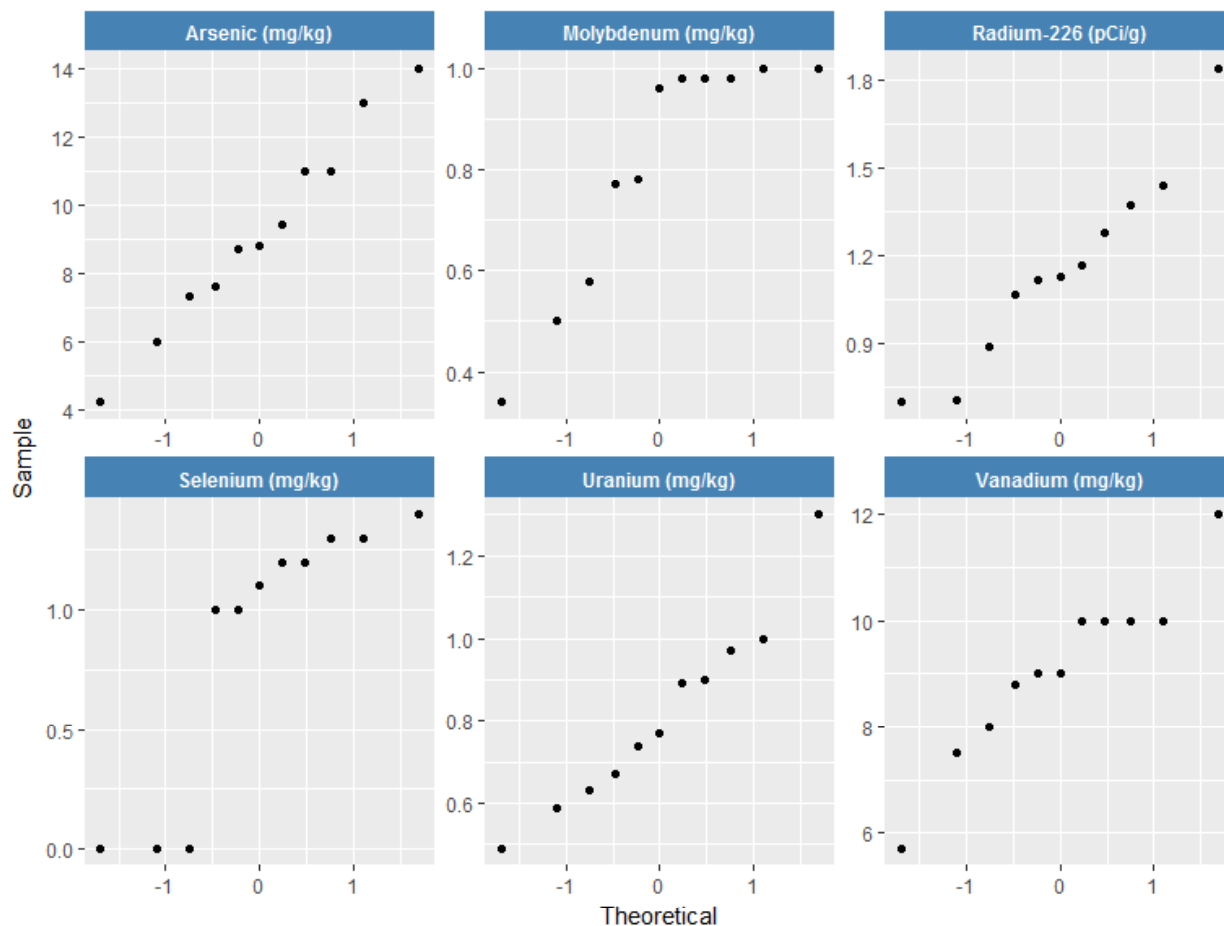 Arsenic (mg/kg)
Molybdenum (mg/kg)
Radium-226 (pCi/g)
14
12
10
8
6
4
-1 0 1
1.0
0.8
0.6
0.4
-1 0 1
1.8
1.5
1.2
0.9
-1 0 1
Sample
Selenium (mg/kg)
Uranium (mg/kg)
Vanadium (mg/kg)
1.0
0.5
0.0
-1 0 1
1.2
1.0
0.8
0.6
-1 0 1
12
10
8
6
-1 0 1
Theoretical